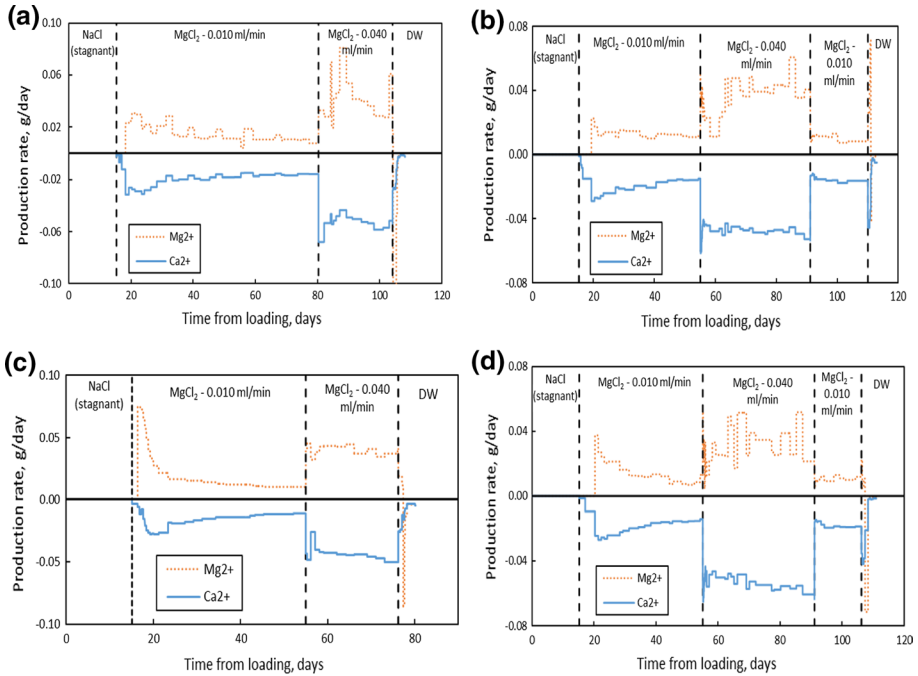 (a)
Production rate, g/day
0.10
0.06
0.02
-0.02
-0.06
-0.10
NaCl
(stagnant)
MgCl2 - 0.010 ml/min
MgCl2 - 0.040
ml/min
DW
Mg2+
Ca2+
0 20 40 60 80 100 120
Time from loading, days
(b)
Production rate, g/day
0.08
0.04
0.00
-0.04
-0.08
NaCl
(stagnant)
MgCl2 - 0.010 ml/min
MgCl2 - 0.040
ml/min
MgCl2 -
0.010
ml/min
DW
Mg2+
Ca2+
0 20 40 60 80 100 120
Time from loading, days
(c)
Production rate, g/day
0.10
0.05
0.00
-0.05
-0.10
NaCl
(stagnant)
MgCl2 - 0.010 ml/min
MgCl2 - 0.040
ml/min
DW
Mg2+
Ca2+
0 20 40 60 80
Time from loading, days
(d)
Production rate, g/day
0.08
0.04
0.00
-0.04
-0.08
NaCl
(stagnant)
MgCl2 - 0.010 ml/min
MgCl2 - 0.040
ml/min
MgCl2 -
0.010
ml/min
DW
Mg2+
Ca2+
0 20 40 60 80 100 120
Time from loading, days